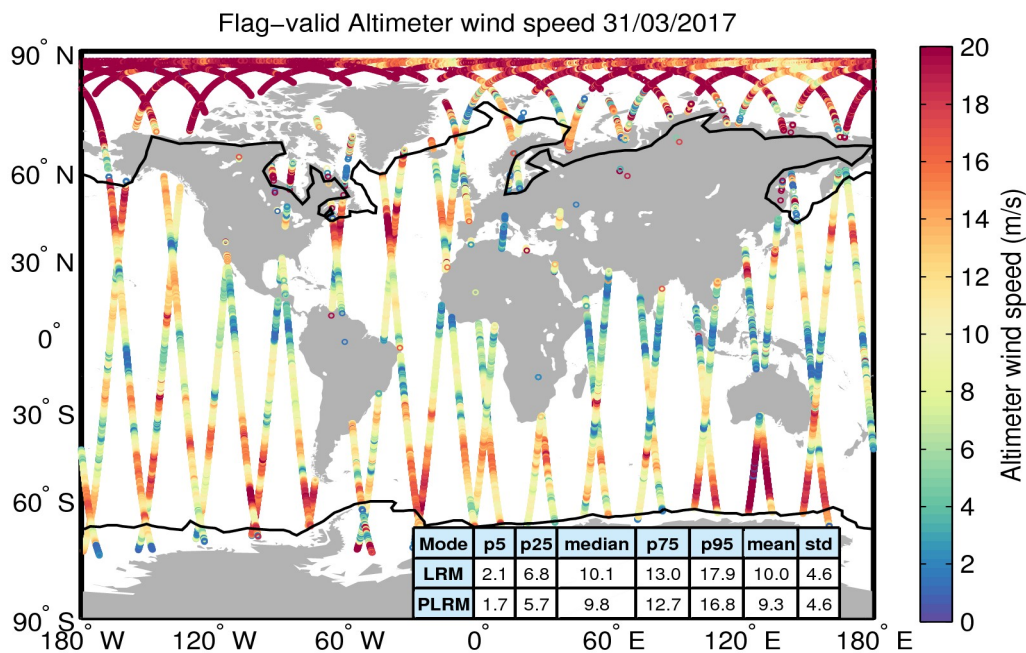 Flag−valid Altimeter wind speed 31/03/2017
90° N
60° N
30° N
0°
30° S
60° S
90° S
180° W
120° W
60° W
0°
60° E
120° E
180° E
Mode p5 p25 median p75 p95 mean std
LRM 2.1 6.8 10.1 13.0 17.9 10.0 4.6
PLRM 1.7 5.7 9.8 12.7 16.8 9.3 4.6
20
18
16
14
12
10
8
6
4
2
0
Altimeter wind speed (m/s)